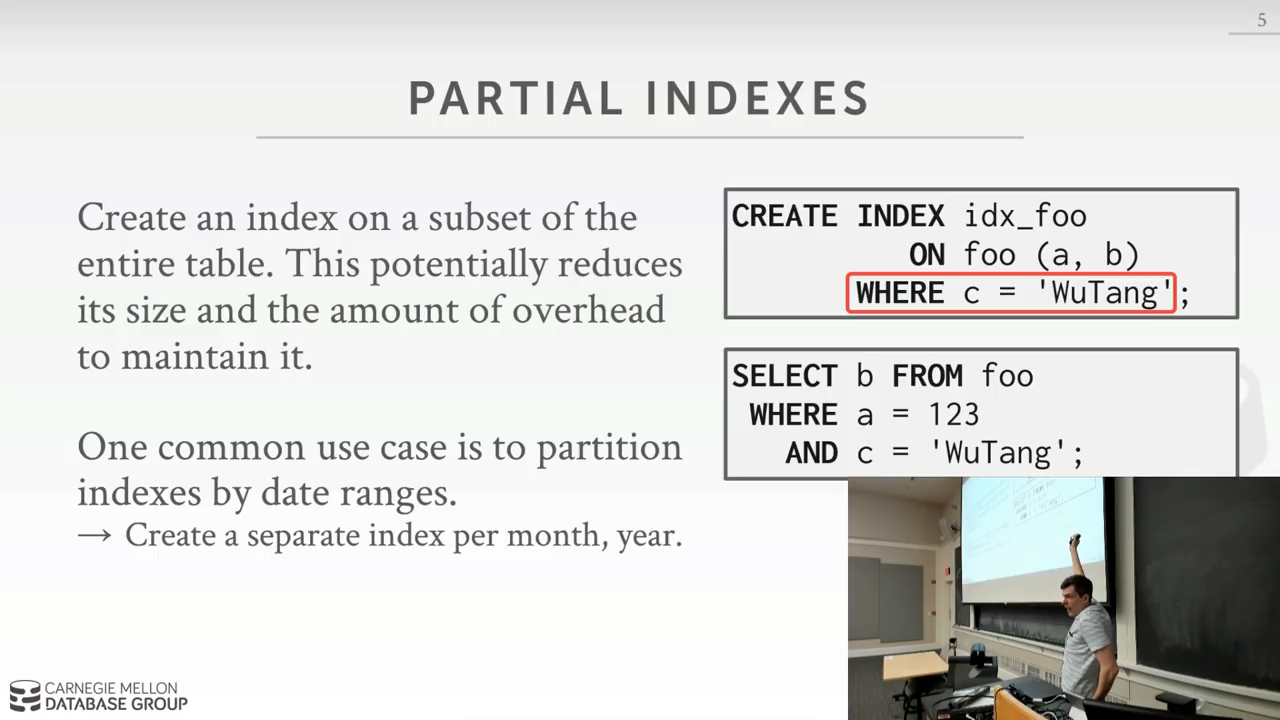 5
PARTIAL INDEXES
Create an index on a subset of the
entire table. This potentially reduces
its size and the amount of overhead
to maintain it.
One common use case is to partition
indexes by date ranges.
→ Create a separate index per month, year.
CREATE INDEX idx_foo
ON foo (a, b)
WHERE c = 'WuTang';
SELECT b FROM foo
WHERE a = 123
AND c = 'WuTang';
CARNEGIE MELLON
DATABASE GROUP